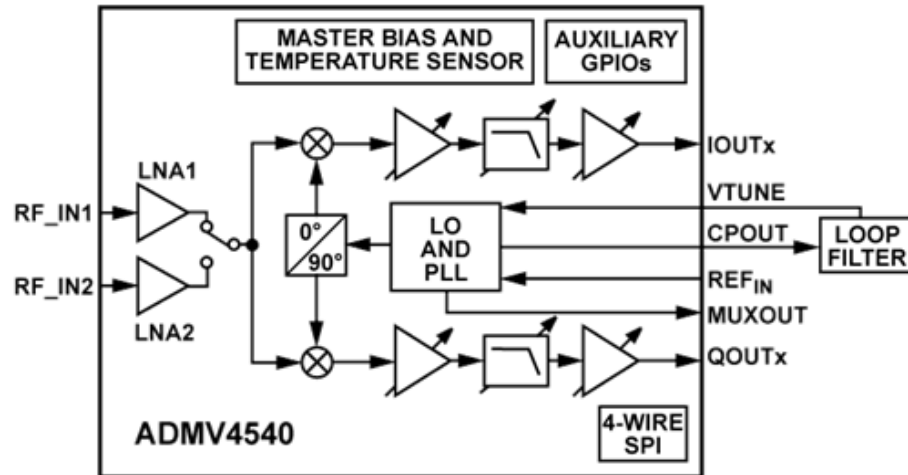 MASTER BIAS AND
TEMPERATURE SENSOR
AUXILIARY
GPIOs
LNA1
IOUTx
VTUNE
RF_IN1
0°
90°
LO
AND
PLL
CPOUT
LOOP
FILTER
RF_IN2
REFIN
LNA2
MUXOUT
QOUTx
ADMV4540
4-WIRE
SPI